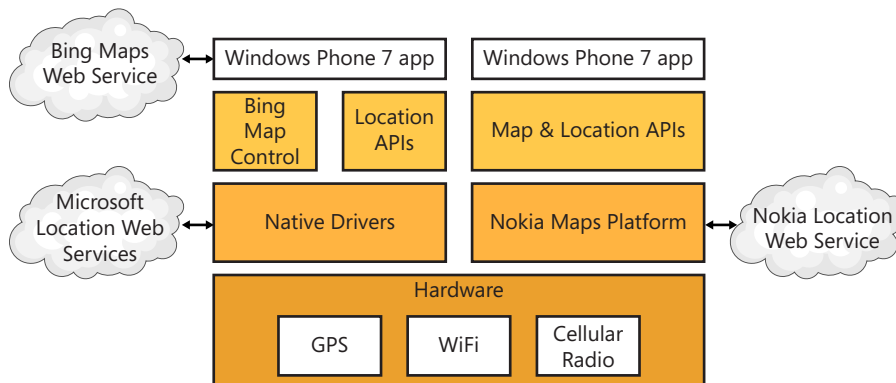 Bing Maps
Web Service
Windows Phone 7 app
Windows Phone 7 app
Bing
Map
Control
Location
APIs
Map & Location APIs
Microsoft
Location Web
Services
Native Drivers
Nokia Maps Platform
Nokia Location
Web Service
Hardware
GPS
WiFi
Cellular
Radio